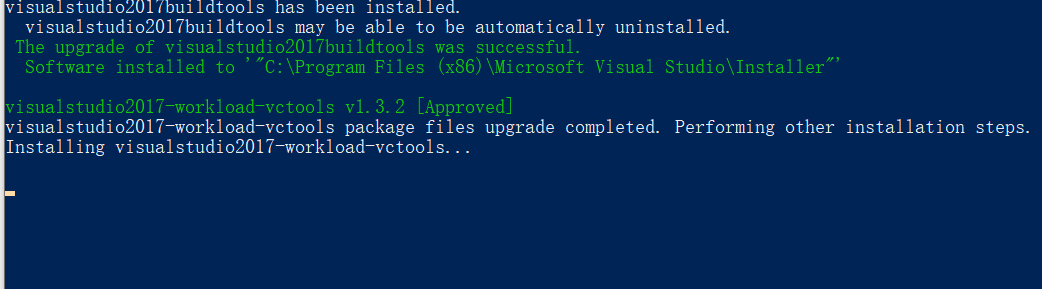 visualstudio2017buildtools has been installed.
visualstudio2017buildtools may be able to be automatically uninstalled.
The upgrade of visualstudio2017buildtools was successful.
Software installed to '"C:\Program Files (x86)\Microsoft Visual Studio\Installer"'
visualstudio2017-workload-vctools v1.3.2 [Approved]
visualstudio2017-workload-vctools package files upgrade completed. Performing other installation steps.
Installing visualstudio2017-workload-vctools...